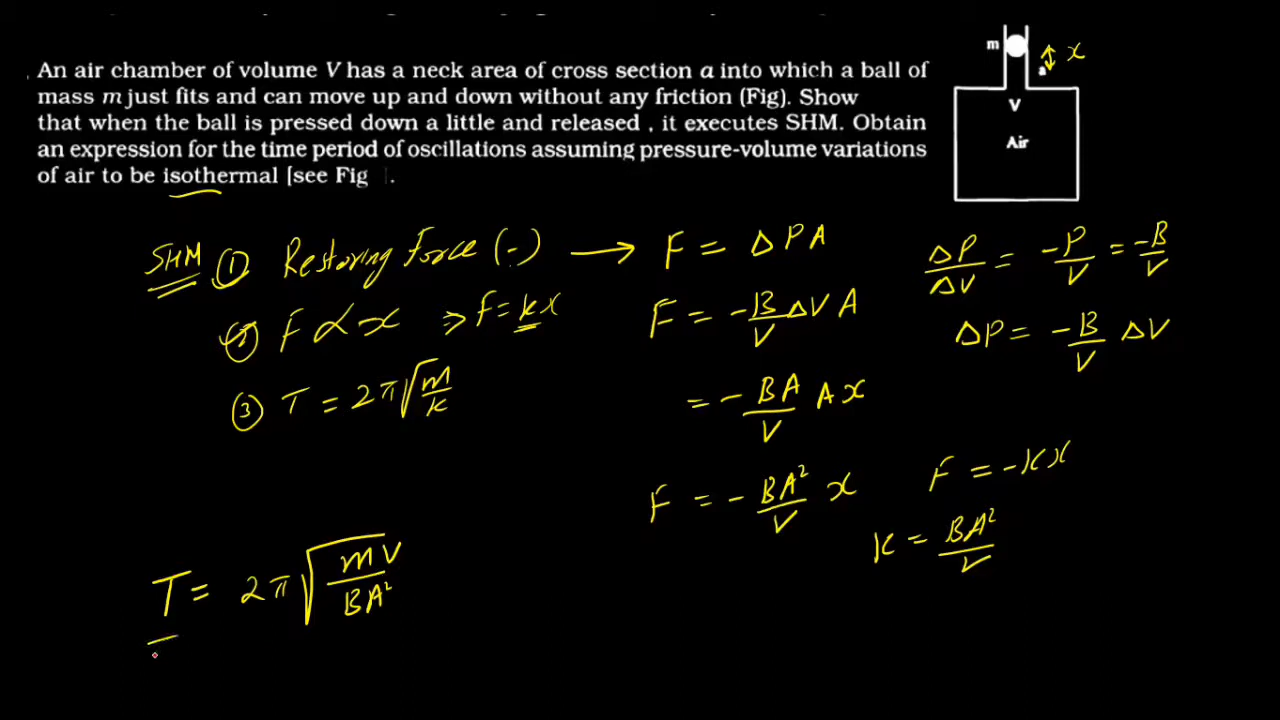 An air chamber of volume V has a neck area of cross section a into which a ball of
mass m just fits and can move up and down without any friction (Fig). Show
that when the ball is pressed down a little and released , it executes SHM. Obtain
an expression for the time period of oscillations assuming pressure-volume variations
of air to be isothermal [see Fig ].
m
x
a
V
Air
SHM ① Restoring force (-) → F = ΔPA
ΔP/ΔV = -P/V = -B/V
② F ∝ x ⇒ F = kx
F = -B/V ΔV A
ΔP = -B/V ΔV
③ T = 2π√(m/k)
= - BA/V A x
F = - BA²/V x
F = -kx
K = BA²/V
T = 2π√(mV/BA²)